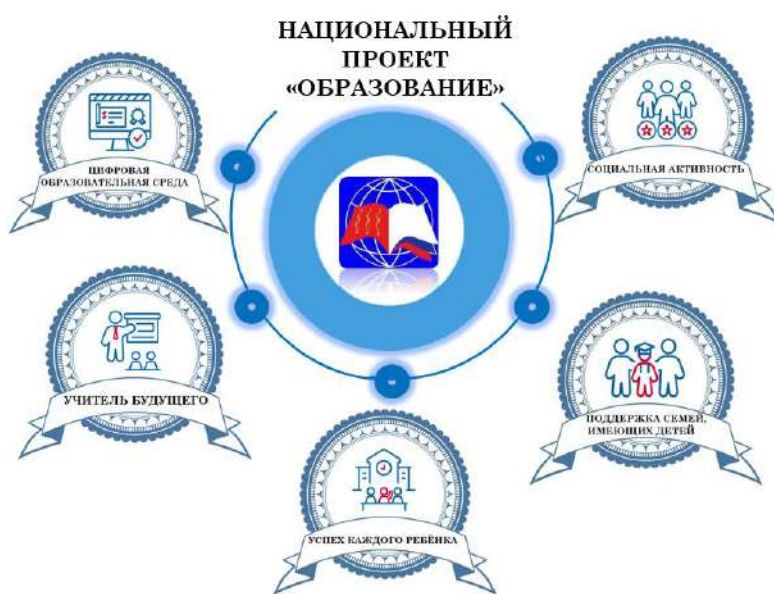 НАЦИОНАЛЬНЫЙ
ПРОЕКТ
«ОБРАЗОВАНИЕ»
ЦИФРОВАЯ
ОБРАЗОВАТЕЛЬНАЯ СРЕДА
СОЦИАЛЬНАЯ АКТИВНОСТЬ
УЧИТЕЛЬ БУДУЩЕГО
ПОДДЕРЖКА СЕМЕЙ,
ИМЕЮЩИХ ДЕТЕЙ
УСПЕХ КАЖДОГО РЕБЁНКА